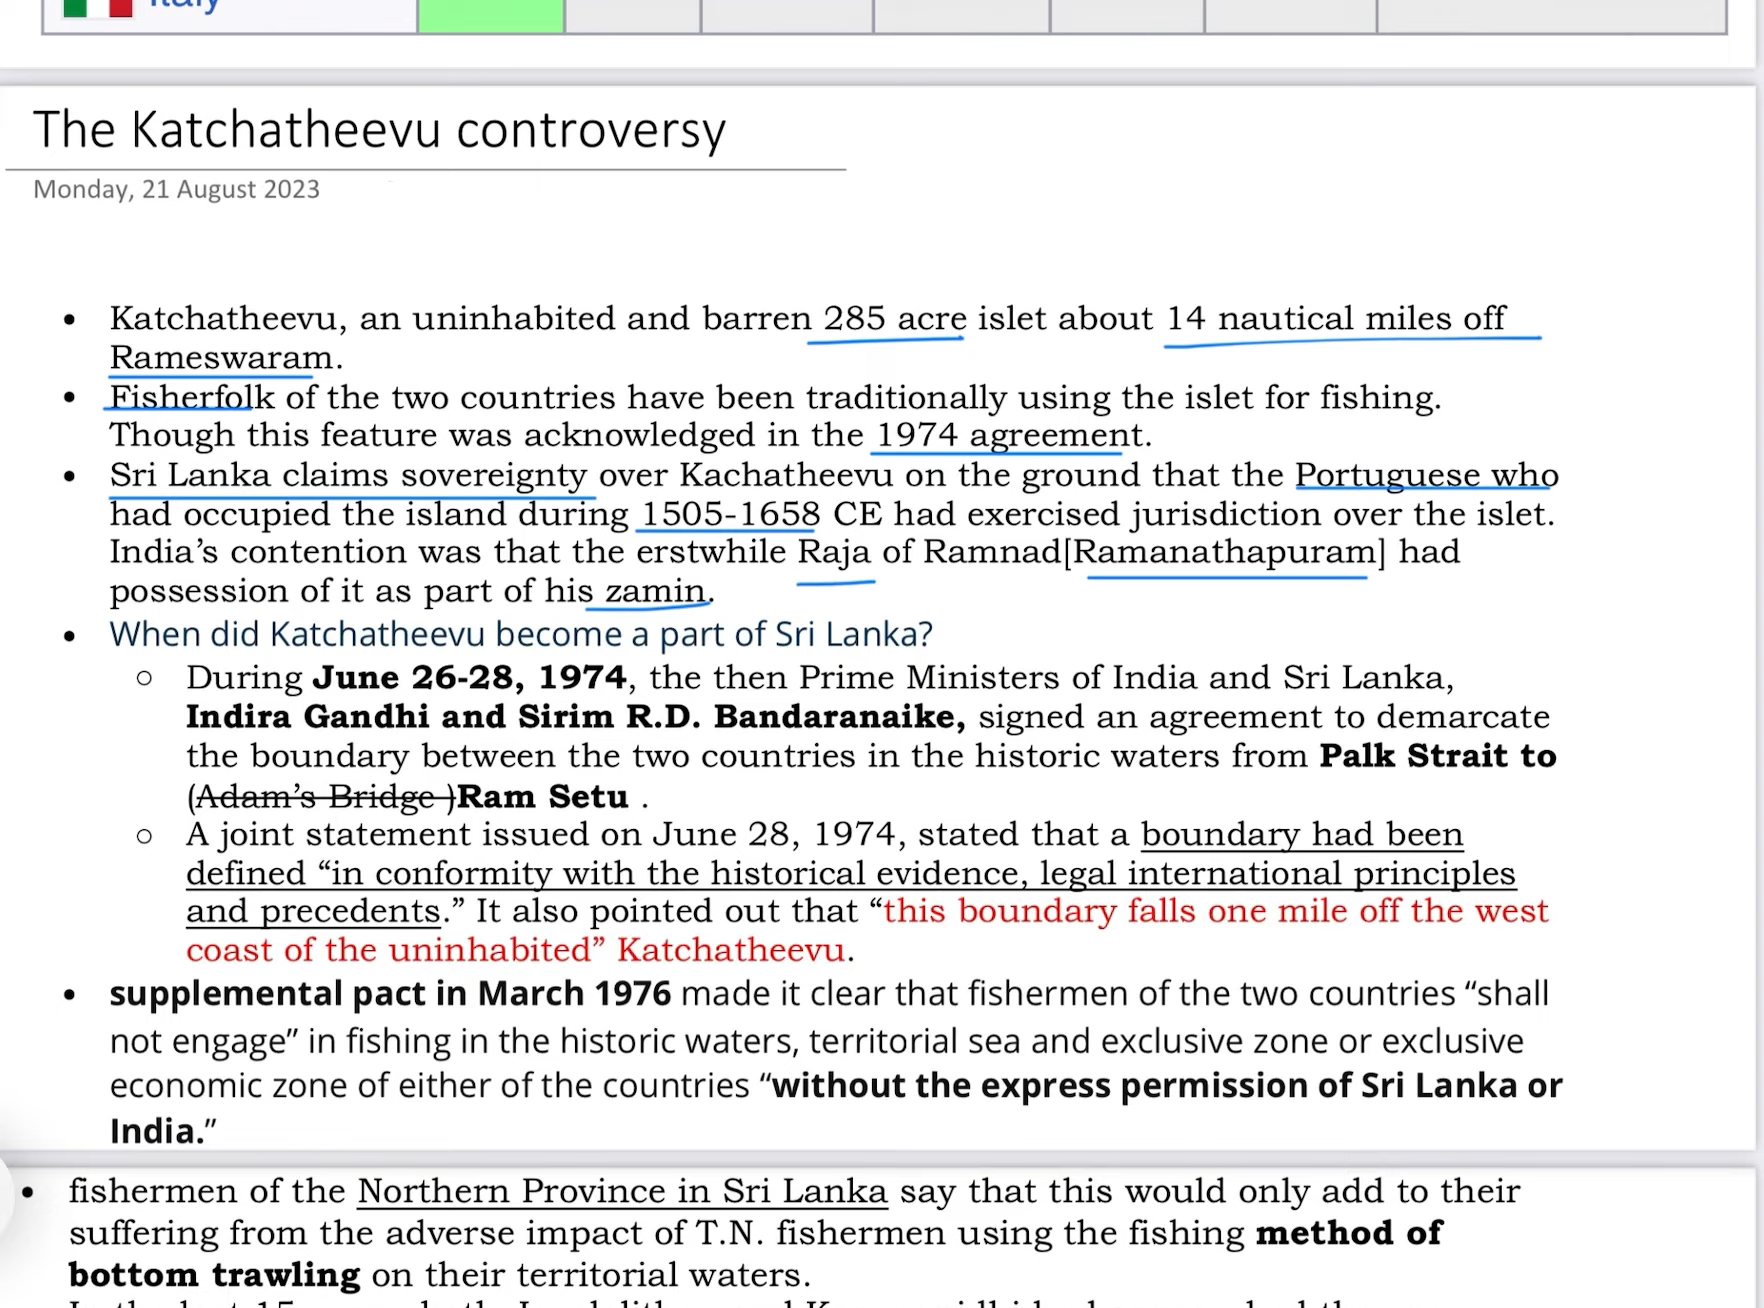 Italy
The Katchatheevu controversy
Monday, 21 August 2023
• Katchatheevu, an uninhabited and barren 285 acre islet about 14 nautical miles off
Rameswaram.
• Fisherfolk of the two countries have been traditionally using the islet for fishing.
Though this feature was acknowledged in the 1974 agreement.
• Sri Lanka claims sovereignty over Kachatheevu on the ground that the Portuguese who
had occupied the island during 1505-1658 CE had exercised jurisdiction over the islet.
India’s contention was that the erstwhile Raja of Ramnad[Ramanathapuram] had
possession of it as part of his zamin.
• When did Katchatheevu become a part of Sri Lanka?
○ During June 26-28, 1974, the then Prime Ministers of India and Sri Lanka,
Indira Gandhi and Sirim R.D. Bandaranaike, signed an agreement to demarcate
the boundary between the two countries in the historic waters from Palk Strait to
(Adam’s Bridge )Ram Setu .
○ A joint statement issued on June 28, 1974, stated that a boundary had been
defined “in conformity with the historical evidence, legal international principles
and precedents.” It also pointed out that “this boundary falls one mile off the west
coast of the uninhabited” Katchatheevu.
• supplemental pact in March 1976 made it clear that fishermen of the two countries “shall
not engage” in fishing in the historic waters, territorial sea and exclusive zone or exclusive
economic zone of either of the countries “without the express permission of Sri Lanka or
India.”
• fishermen of the Northern Province in Sri Lanka say that this would only add to their
suffering from the adverse impact of T.N. fishermen using the fishing method of
bottom trawling on their territorial waters.